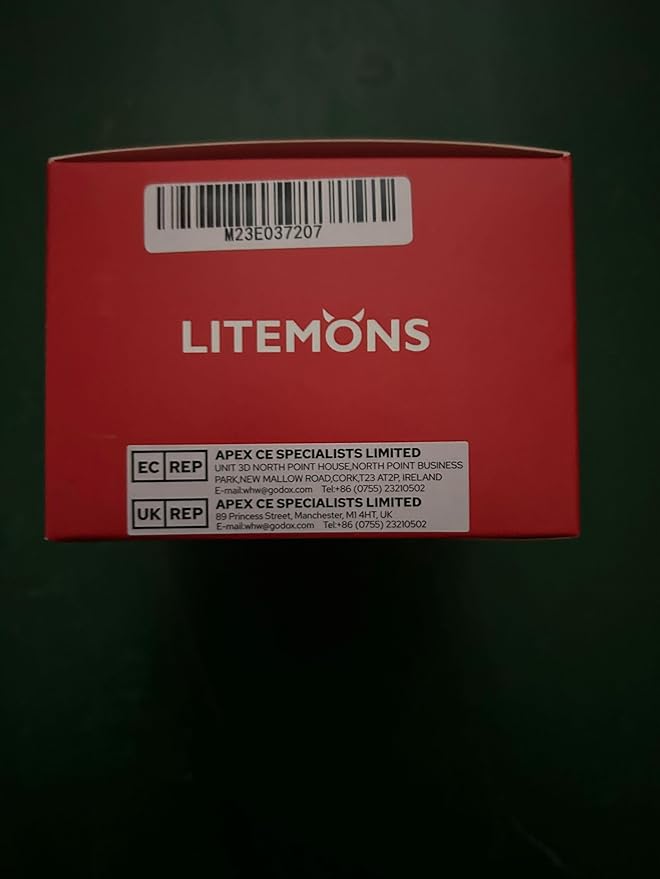 M23E037207
LITEMONS
EC REP
APEX CE SPECIALISTS LIMITED
UNIT 3D NORTH POINT HOUSE,NORTH POINT BUSINESS
PARK,NEW MALLOW ROAD,CORK,T23 AT2P, IRELAND
E-mail:whw@godox.com Tel:+86 (0755) 23210502
UK REP
APEX CE SPECIALISTS LIMITED
89 Princess Street, Manchester, M1 4HT, UK
E-mail:whw@godox.com Tel:+86 (0755) 23210502